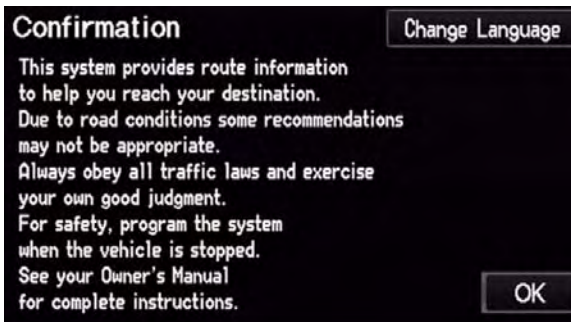 Confirmation
Change Language
This system provides route information
to help you reach your destination.
Due to road conditions some recommendations
may not be appropriate.
Always obey all traffic laws and exercise
your own good judgment.
For safety, program the system
when the vehicle is stopped.
See your Owner's Manual
for complete instructions.
OK